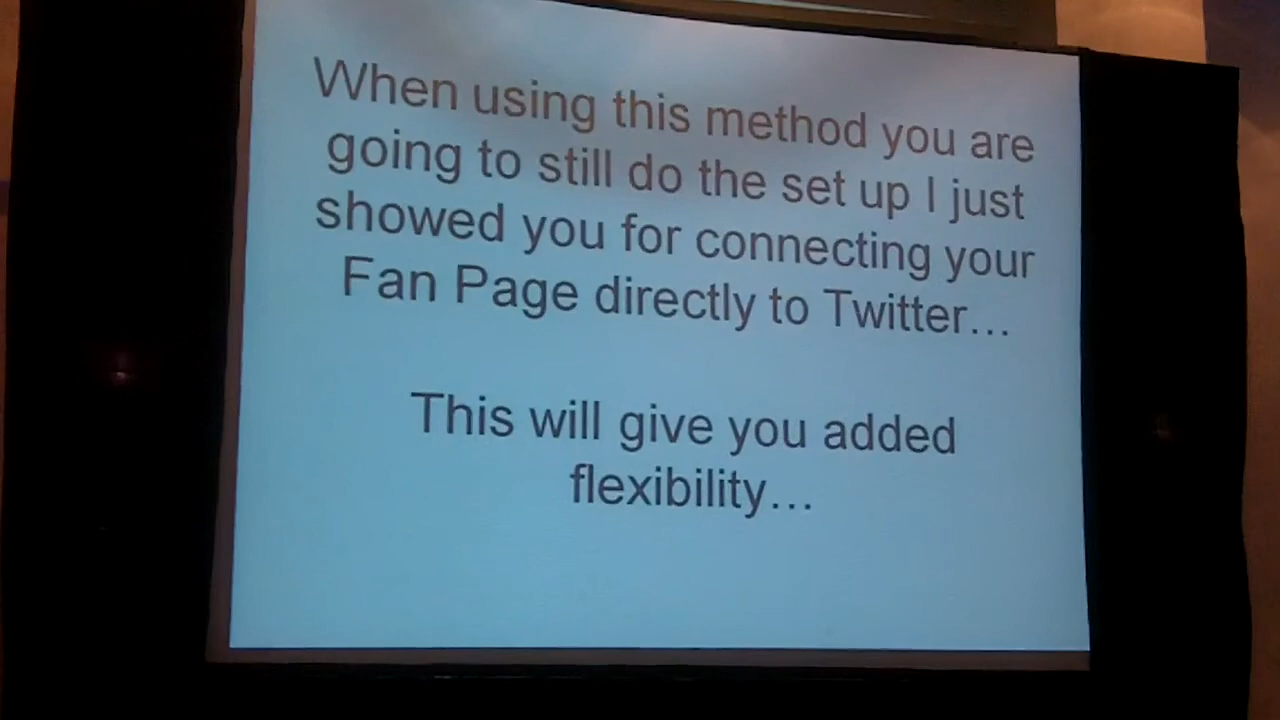 When using this method you are
going to still do the set up I just
showed you for connecting your
Fan Page directly to Twitter...
This will give you added
flexibility...